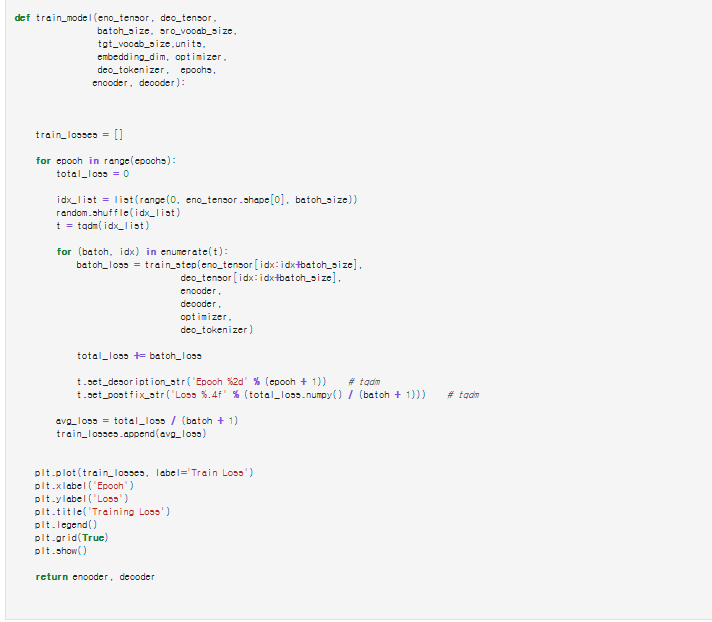 def train_model(enc_tensor, dec_tensor,
                batch_size, src_vocab_size,
                tgt_vocab_size,units,
                embedding_dim, optimizer,
                dec_tokenizer,  epochs,
               encoder, decoder):
    train_losses = []
    for epoch in range(epochs):
        total_loss = 0
        idx_list = list(range(0, enc_tensor.shape[0], batch_size))
        random.shuffle(idx_list)
        t = tqdm(idx_list)
        for (batch, idx) in enumerate(t):
            batch_loss = train_step(enc_tensor[idx:idx+batch_size],
                                dec_tensor[idx:idx+batch_size],
                                encoder,
                                decoder,
                                optimizer,
                                dec_tokenizer)
            total_loss += batch_loss
            t.set_description_str('Epoch %2d' % (epoch + 1))    # tqdm
            t.set_postfix_str('Loss %.4f' % (total_loss.numpy() / (batch + 1)))    # tqdm
        avg_loss = total_loss / (batch + 1)
        train_losses.append(avg_loss)
    plt.plot(train_losses, label='Train Loss')
    plt.xlabel('Epoch')
    plt.ylabel('Loss')
    plt.title('Training Loss')
    plt.legend()
    plt.grid(True)
    plt.show()
    return encoder, decoder